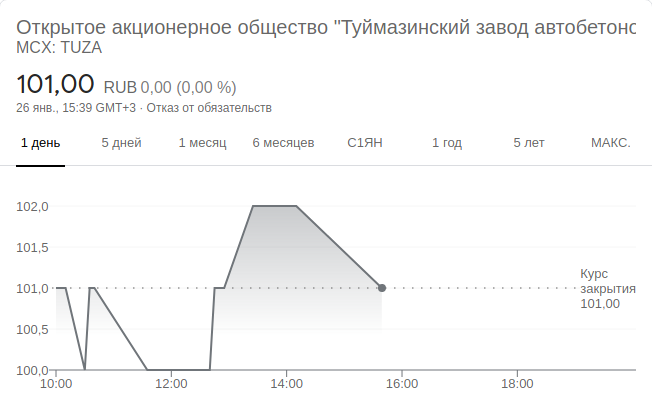 Открытое акционерное общество "Туймазинский завод автобетоно
MCX: TUZA
101,00 RUB 0,00 (0,00 %)
26 янв., 15:39 GMT+3 · Отказ от обязательств
1 день 5 дней 1 месяц 6 месяцев С1ЯН 1 год 5 лет МАКС.
102,0
101,5
101,0
100,5
100,0
Курс
закрытия
101,00
10:00 12:00 14:00 16:00 18:00